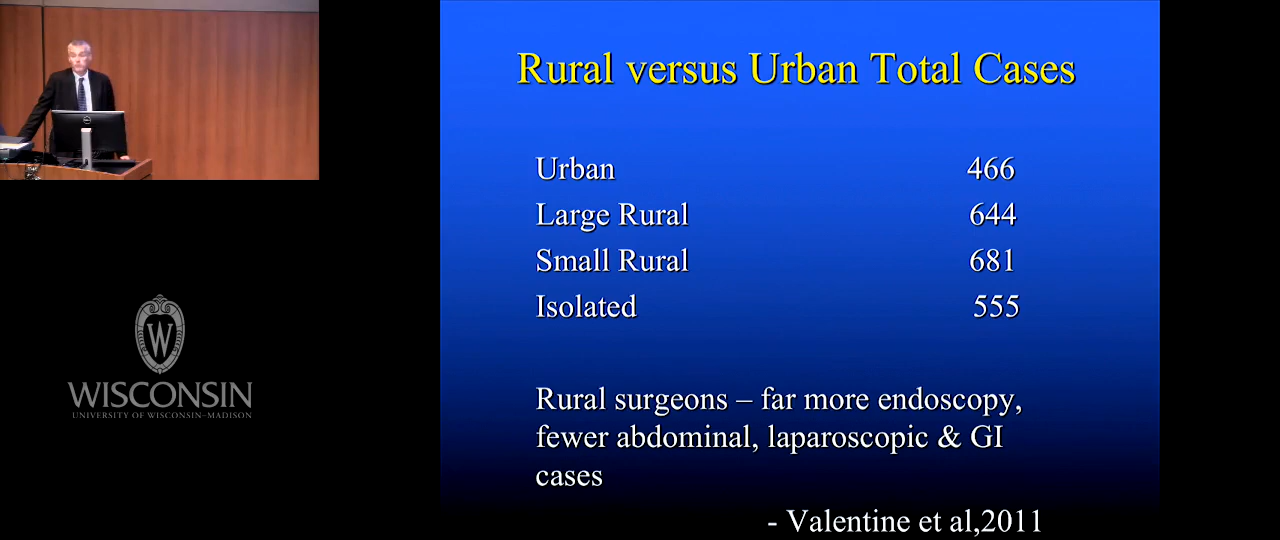 Rural versus Urban Total Cases
Urban 466
Large Rural 644
Small Rural 681
Isolated 555
Rural surgeons – far more endoscopy,
fewer abdominal, laparoscopic & GI
cases
- Valentine et al,2011
W
WISCONSIN
UNIVERSITY OF WISCONSIN–MADISON